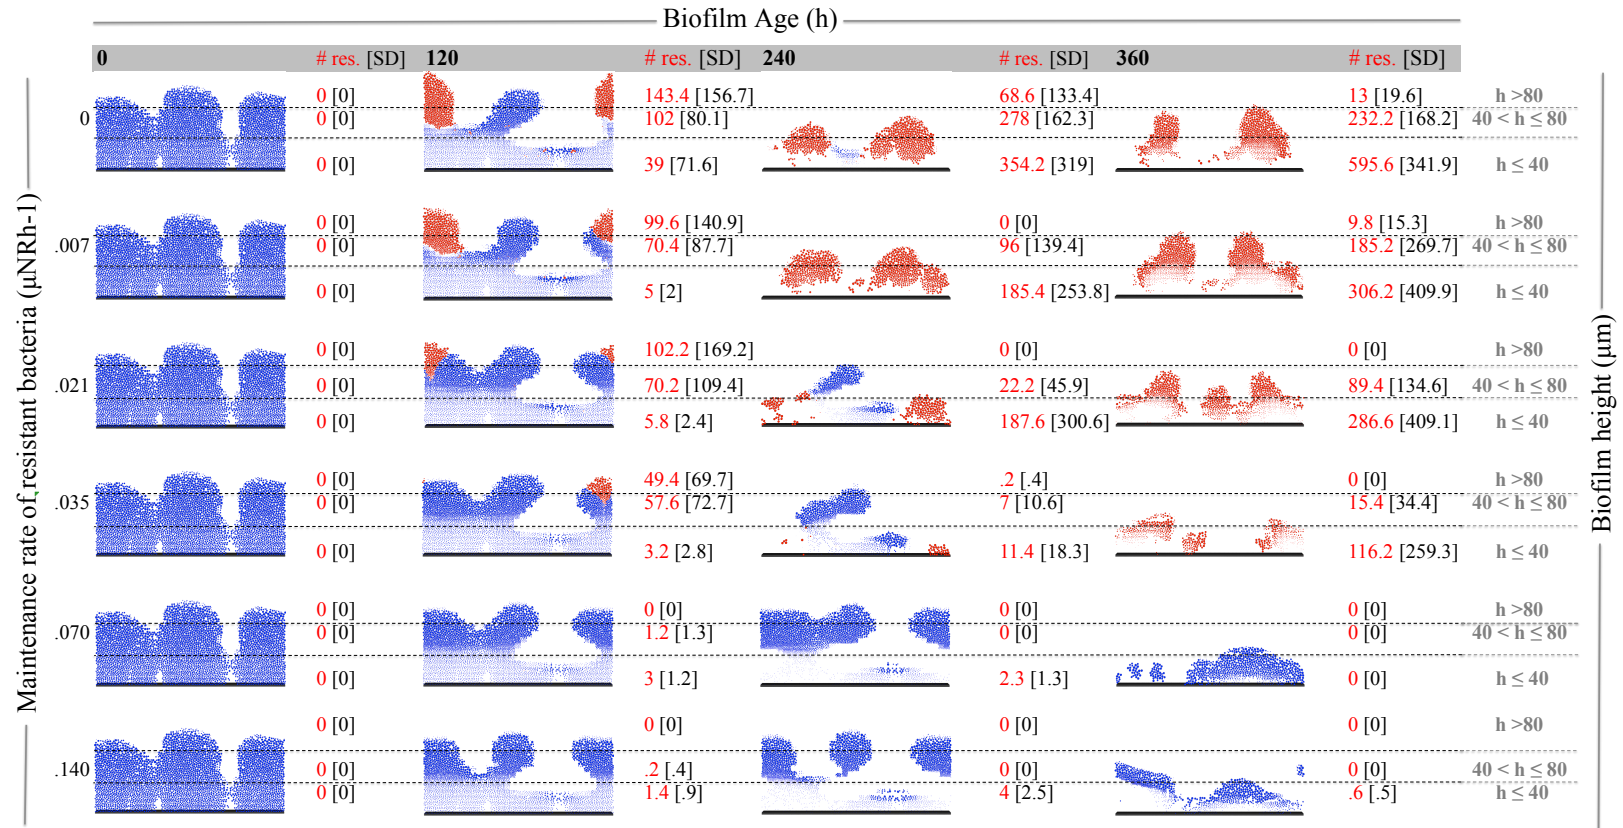 Biofilm Age (h)
0 # res. [SD] 120 # res. [SD] 240 # res. [SD] 360 # res. [SD]
Maintenance rate of resistant bacteria (μNRh-1)
Biofilm height (μm)
0 [0] 143.4 [156.7] 68.6 [133.4] 13 [19.6] h >80
0 0 [0] 102 [80.1] 278 [162.3] 232.2 [168.2] 40 < h ≤ 80
0 [0] 39 [71.6] 354.2 [319] 595.6 [341.9] h ≤ 40
0 [0] 99.6 [140.9] 0 [0] 9.8 [15.3] h >80
.007 0 [0] 70.4 [87.7] 96 [139.4] 185.2 [269.7] 40 < h ≤ 80
0 [0] 5 [2] 185.4 [253.8] 306.2 [409.9] h ≤ 40
0 [0] 102.2 [169.2] 0 [0] 0 [0] h >80
.021 0 [0] 70.2 [109.4] 22.2 [45.9] 89.4 [134.6] 40 < h ≤ 80
0 [0] 5.8 [2.4] 187.6 [300.6] 286.6 [409.1] h ≤ 40
0 [0] 49.4 [69.7] .2 [.4] 0 [0] h >80
.035 0 [0] 57.6 [72.7] 7 [10.6] 15.4 [34.4] 40 < h ≤ 80
0 [0] 3.2 [2.8] 11.4 [18.3] 116.2 [259.3] h ≤ 40
0 [0] 0 [0] 0 [0] 0 [0] h >80
.070 0 [0] 1.2 [1.3] 0 [0] 0 [0] 40 < h ≤ 80
0 [0] 3 [1.2] 2.3 [1.3] 0 [0] h ≤ 40
0 [0] 0 [0] 0 [0] 0 [0] h >80
.140 0 [0] .2 [.4] 0 [0] 0 [0] 40 < h ≤ 80
0 [0] 1.4 [.9] 4 [2.5] .6 [.5] h ≤ 40